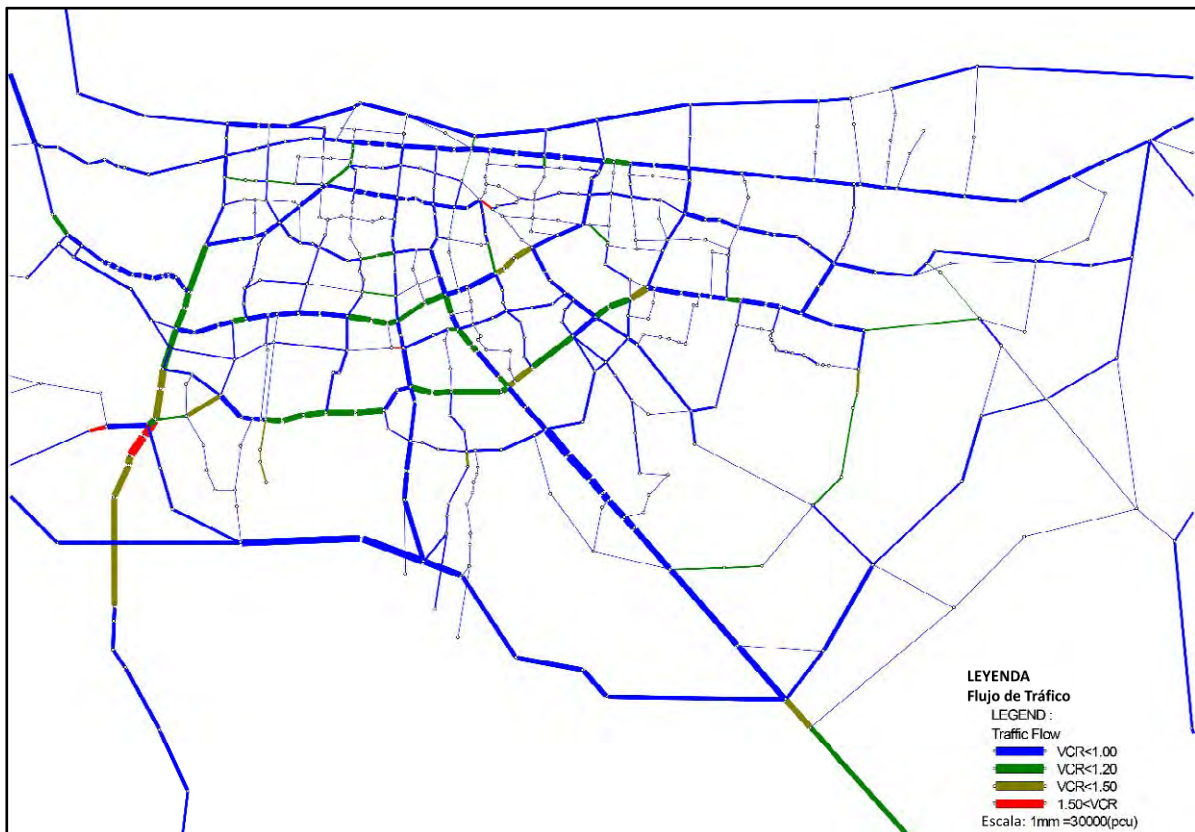 LEYENDA
Flujo de Tráfico
LEGEND :
Traffic Flow
VCR<1.00
VCR<1.20
VCR<1.50
1.50<VCR
Escala: 1mm =30000(pcu)